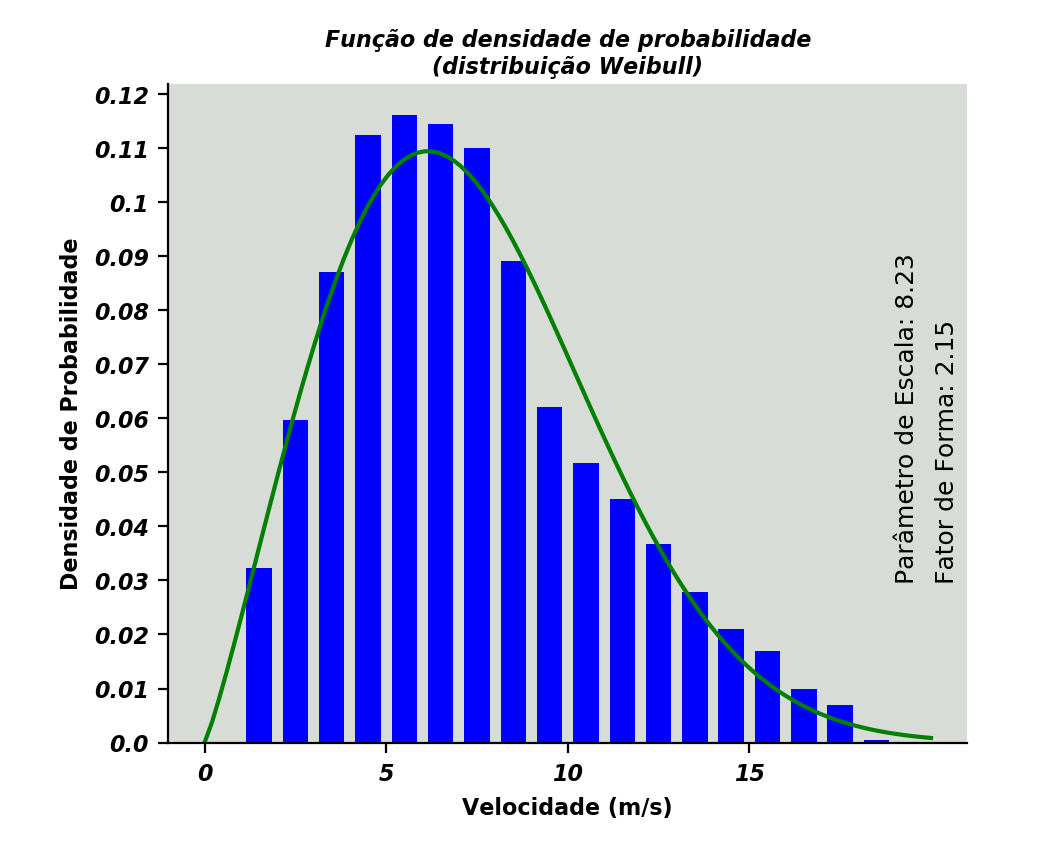 Função de densidade de probabilidade
(distribuição Weibull)
0.12
0.11
0.1
0.09
0.08
0.07
0.06
0.05
0.04
0.03
0.02
0.01
0.0
Densidade de Probabilidade
Parâmetro de Escala: 8.23
Fator de Forma: 2.15
0
5
10
15
Velocidade (m/s)